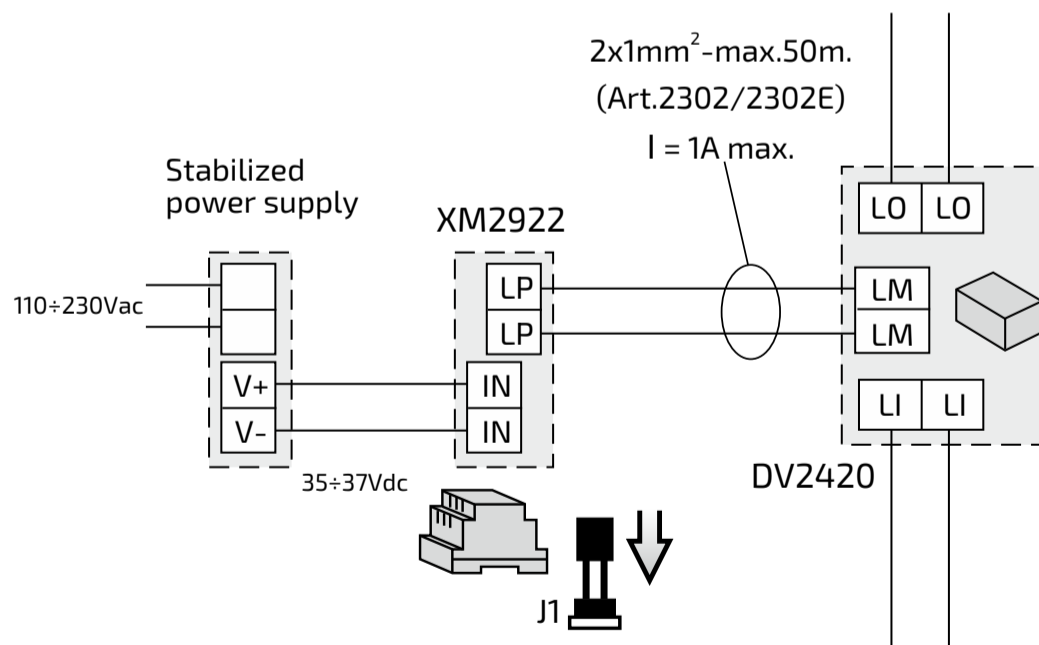 2x1mm²-max.50m.
(Art.2302/2302E)
I = 1A max.
Stabilized
power supply
XM2922
LO LO
110÷230Vac
LP
LP
LM
LM
V+
V-
IN
IN
LI LI
35÷37Vdc
DV2420
J1